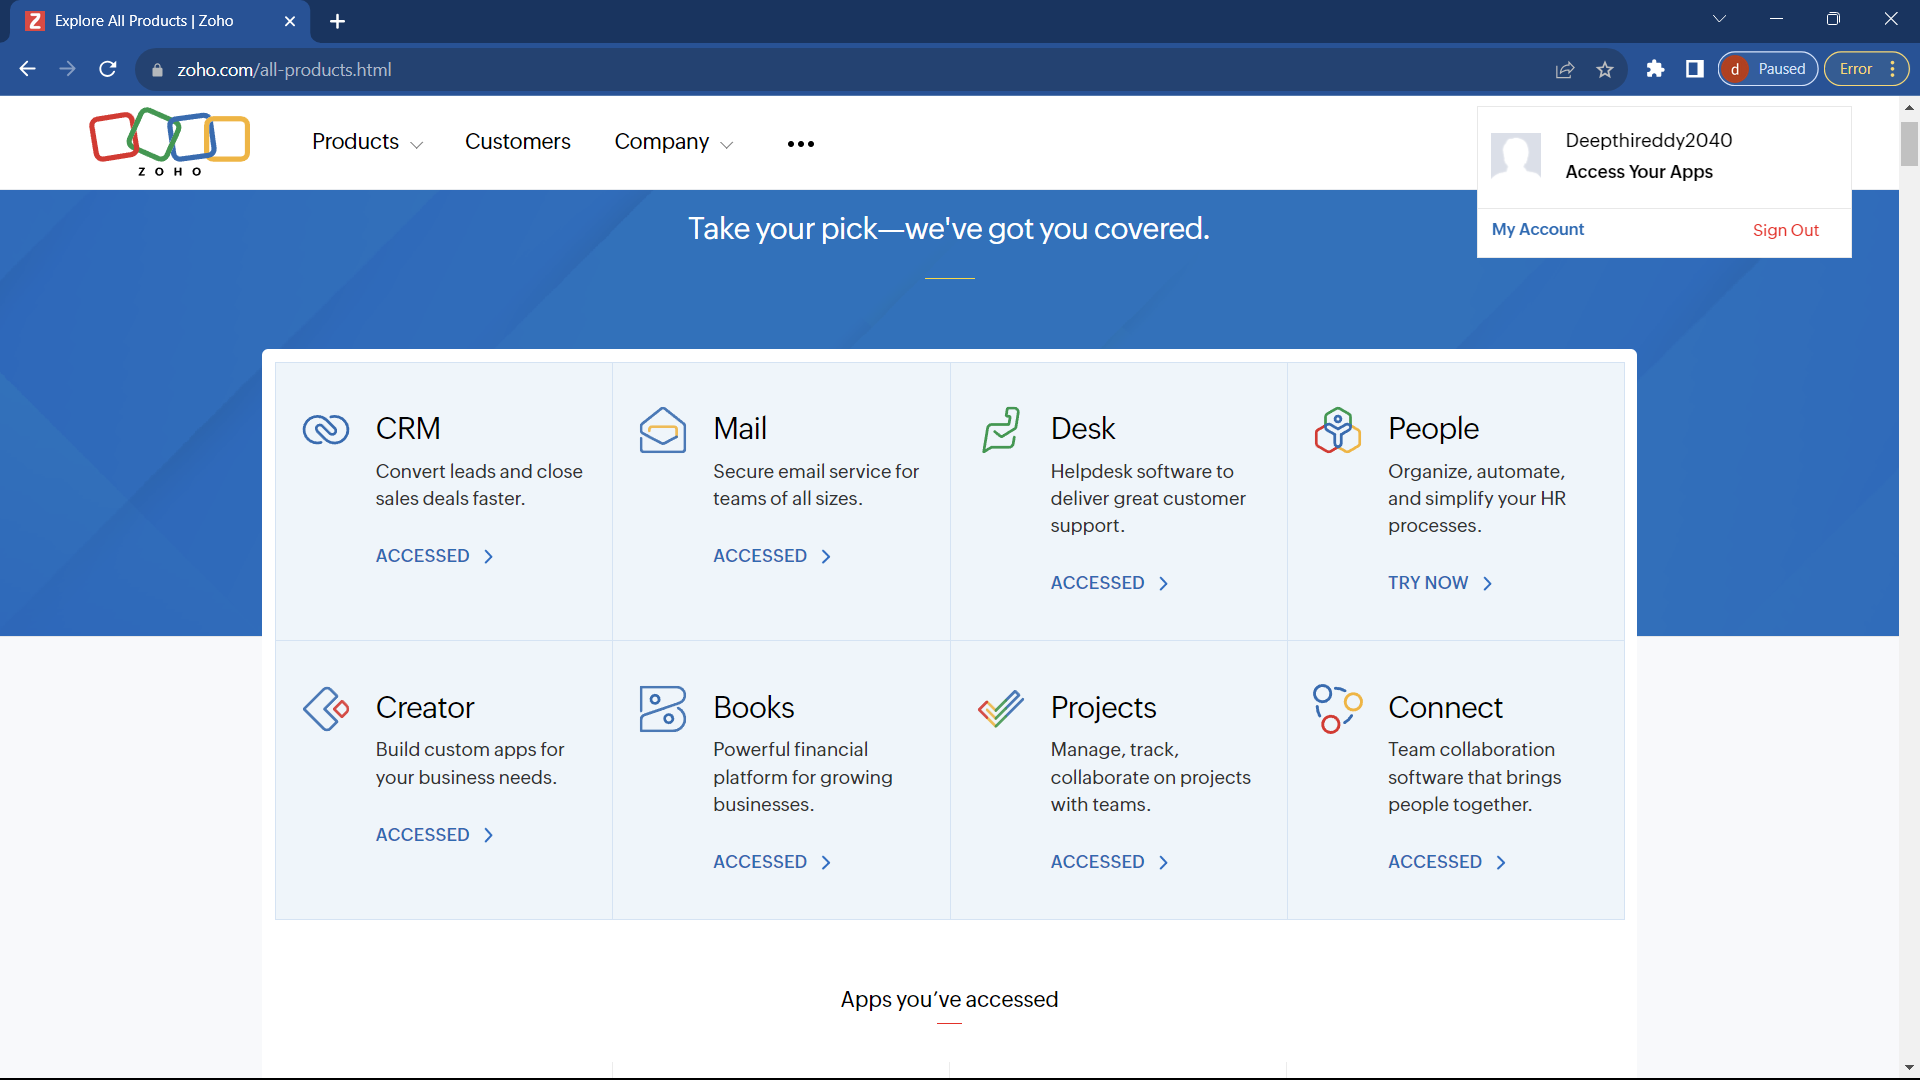 Explore All Products | Zoho
zoho.com/all-products.html
d Paused
Error
ZOHO
Products
Customers
Company
Deepthireddy2040
Access Your Apps
My Account
Sign Out
Take your pick—we've got you covered.
CRM
Convert leads and close
sales deals faster.
ACCESSED
Mail
Secure email service for
teams of all sizes.
ACCESSED
Desk
Helpdesk software to
deliver great customer
support.
ACCESSED
People
Organize, automate,
and simplify your HR
processes.
TRY NOW
Creator
Build custom apps for
your business needs.
ACCESSED
Books
Powerful financial
platform for growing
businesses.
ACCESSED
Projects
Manage, track,
collaborate on projects
with teams.
ACCESSED
Connect
Team collaboration
software that brings
people together.
ACCESSED
Apps you’ve accessed